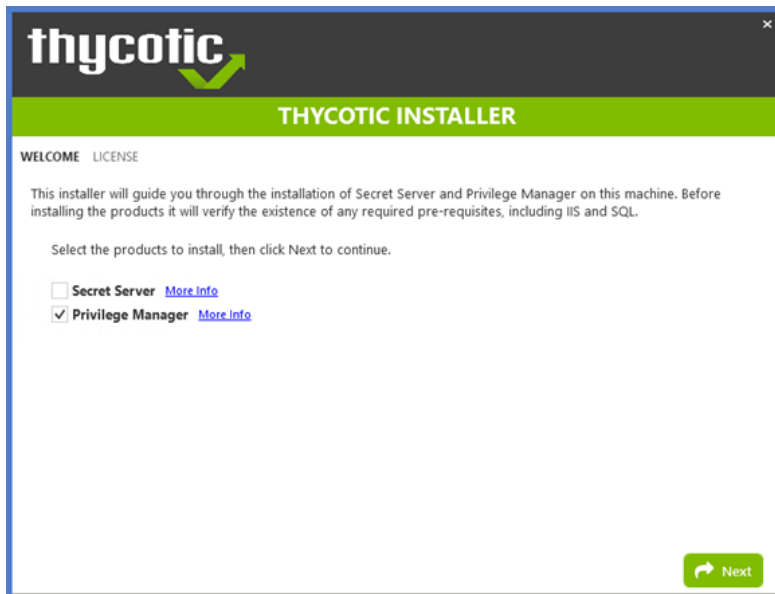 thycotic
THYCOTIC INSTALLER
WELCOME LICENSE
This installer will guide you through the installation of Secret Server and Privilege Manager on this machine. Before
installing the products it will verify the existence of any required pre-requisites, including IIS and SQL.
Select the products to install, then click Next to continue.
Secret Server More Info
Privilege Manager More Info
Next